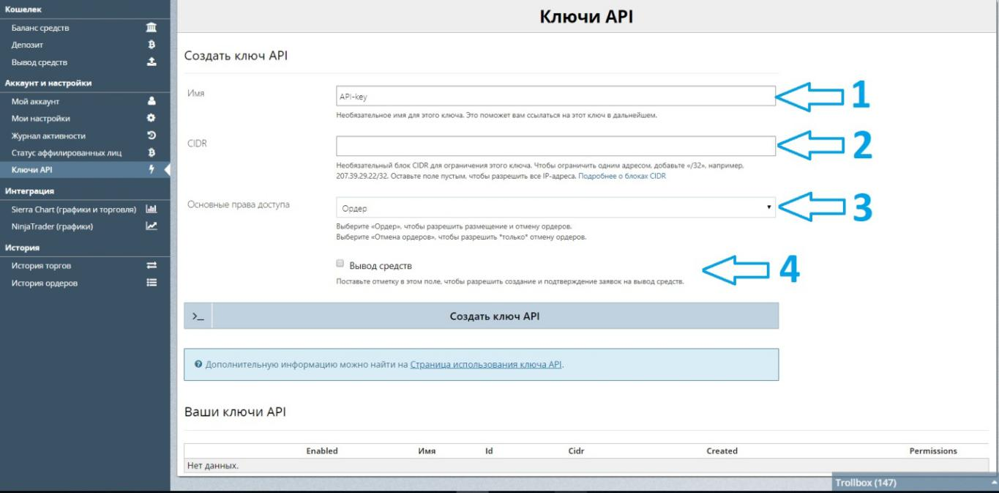 Кошелек
Баланс средств
Депозит
Вывод средств
Аккаунт и настройки
Мой аккаунт
Мои настройки
Журнал активности
Статус аффилированных лиц
Ключи API
Интеграция
Sierra Chart (графики и торговля)
NinjaTrader (графики)
История
История торгов
История ордеров
Ключи API
Создать ключ API
Имя
API-key
1
Необязательное имя для этого ключа. Это поможет вам ссылаться на этот ключ в дальнейшем.
CIDR
2
Необязательный блок CIDR для ограничения этого ключа. Чтобы ограничить одним адресом, добавьте «/32», например,
207.39.29.22/32. Оставьте поле пустым, чтобы разрешить все IP-адреса. Подробнее о блоках CIDR
Основные права доступа
Ордер
3
Выберите «Ордер», чтобы разрешить размещение и отмену ордеров.
Выберите «Отмена ордеров», чтобы разрешить *только* отмену ордеров.
Вывод средств
4
Поставьте отметку в этом поле, чтобы разрешить создание и подтверждение заявок на вывод средств.
>_ Создать ключ API
Дополнительную информацию можно найти на Страница использования ключа API.
Ваши ключи API
Enabled Имя Id Cidr Created Permissions
Нет данных.
Trollbox (147)